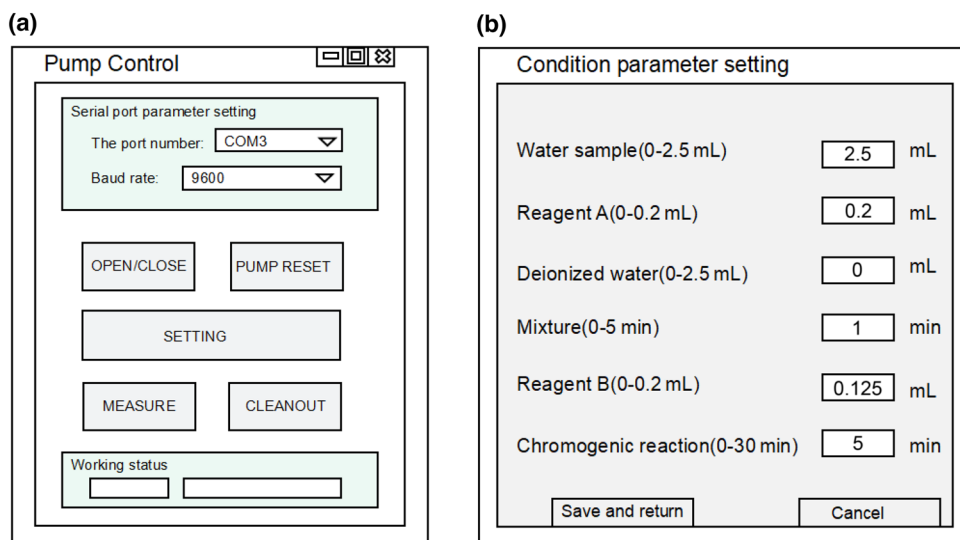 (a)
Pump Control
Serial port parameter setting
The port number: COM3
Baud rate: 9600
OPEN/CLOSE PUMP RESET
SETTING
MEASURE CLEANOUT
Working status
(b)
Condition parameter setting
Water sample(0-2.5 mL) 2.5 mL
Reagent A(0-0.2 mL) 0.2 mL
Deionized water(0-2.5 mL) 0 mL
Mixture(0-5 min) 1 min
Reagent B(0-0.2 mL) 0.125 mL
Chromogenic reaction(0-30 min) 5 min
Save and return Cancel